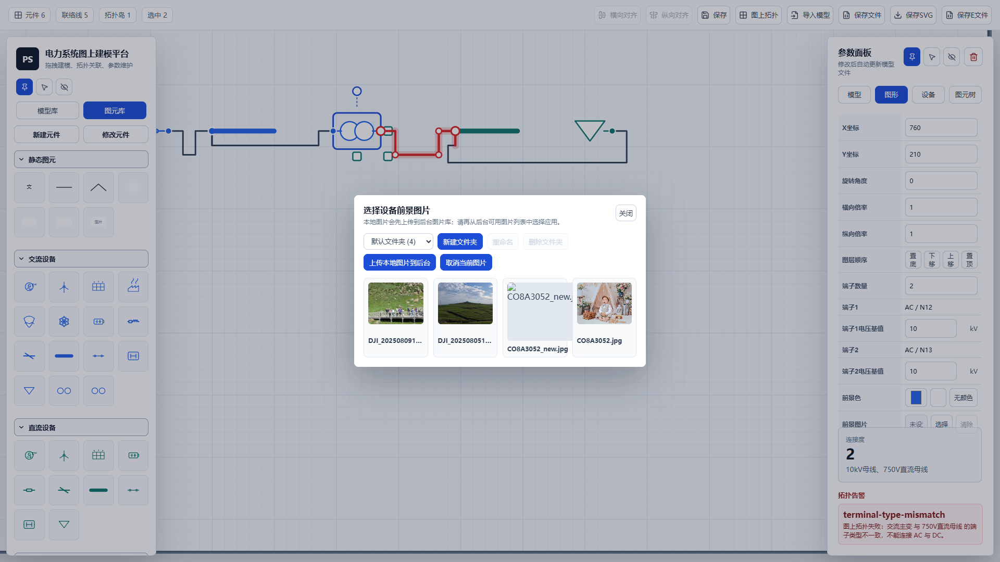 元件 6
联络线 5
拓扑岛 1
选中 2
横向对齐
纵向对齐
保存
图上拓扑
导入模型
保存文件
保存SVG
保存E文件
PS
电力系统图上建模平台
拖拽建模、拓扑关联、参数维护
模型库
图元库
新建元件
修改元件
静态图元
文
图片
交流设备
直流设备
选择设备前景图片
本地图片会先上传到后台图片库；请再从后台可用图片列表中选择应用。
关闭
默认文件夹 (4)
新建文件夹
重命名
删除文件夹
上传本地图片到后台
取消当前图片
CO8A3052_new.j
DJI_202508091...
DJI_202508051...
CO8A3052_new.jpg
CO8A3052.jpg
参数面板
修改后自动更新模型
文件
模型
图形
设备
图元树
X坐标
760
Y坐标
210
旋转角度
0
横向倍率
1
纵向倍率
1
图层顺序
置底
下移
上移
置顶
端子数量
2
端子1
AC / N12
端子1电压基值
10
kV
端子2
AC / N13
端子2电压基值
10
kV
前景色
无颜色
前景图片
未设
选择
清除
连接度
2
10kV母线、750V直流母线
拓扑告警
terminal-type-mismatch
图上拓扑失败：交流主变 与 750V直流母线 的端
子类型不一致，不能连接 AC 与 DC。